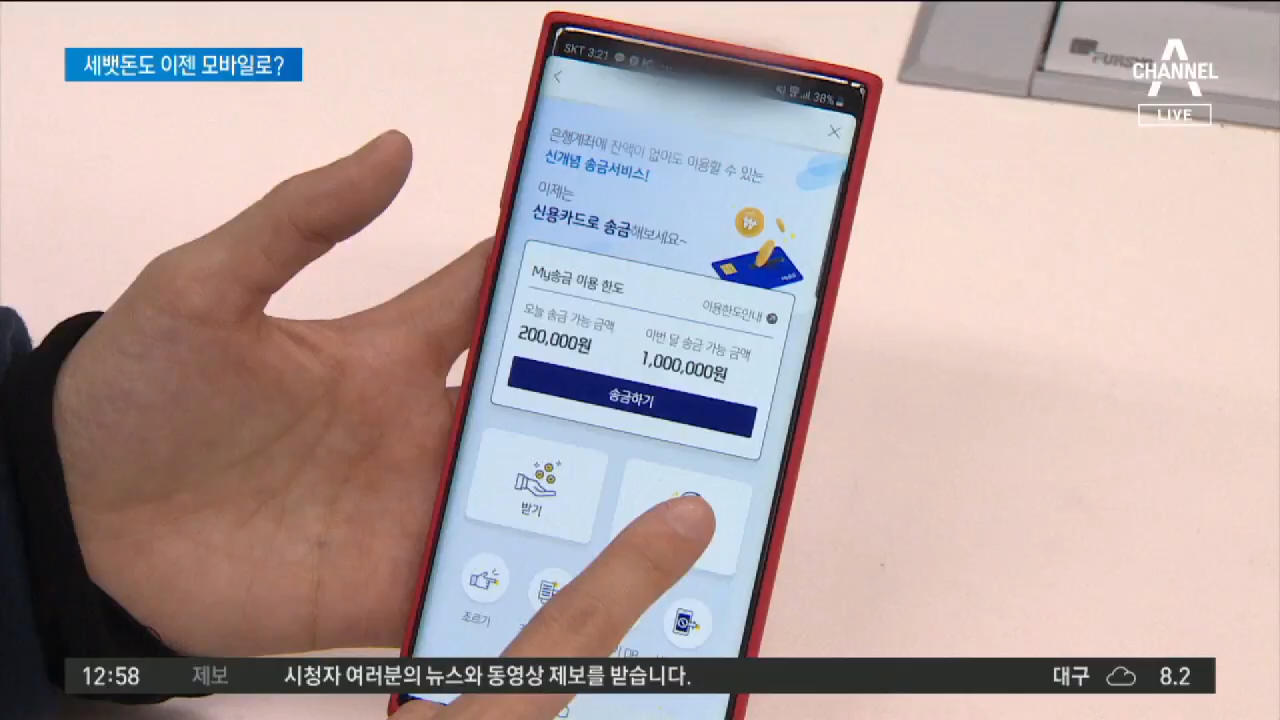 세뱃돈도 이젠 모바일로?
CHANNEL A
LIVE
SKT 3:21
38%
은행계좌에 잔액이 없이도 이용할 수 있는
신개념 송금서비스!
이제는
신용카드로 송금해보세요~
My송금 이용 한도
이용한도안내
오늘 송금 가능 금액
200,000원
이번 달 송금 가능 금액
1,000,000원
송금하기
받기
조르기
12:58 제보 시청자 여러분의 뉴스와 동영상 제보를 받습니다. 대구 8.2